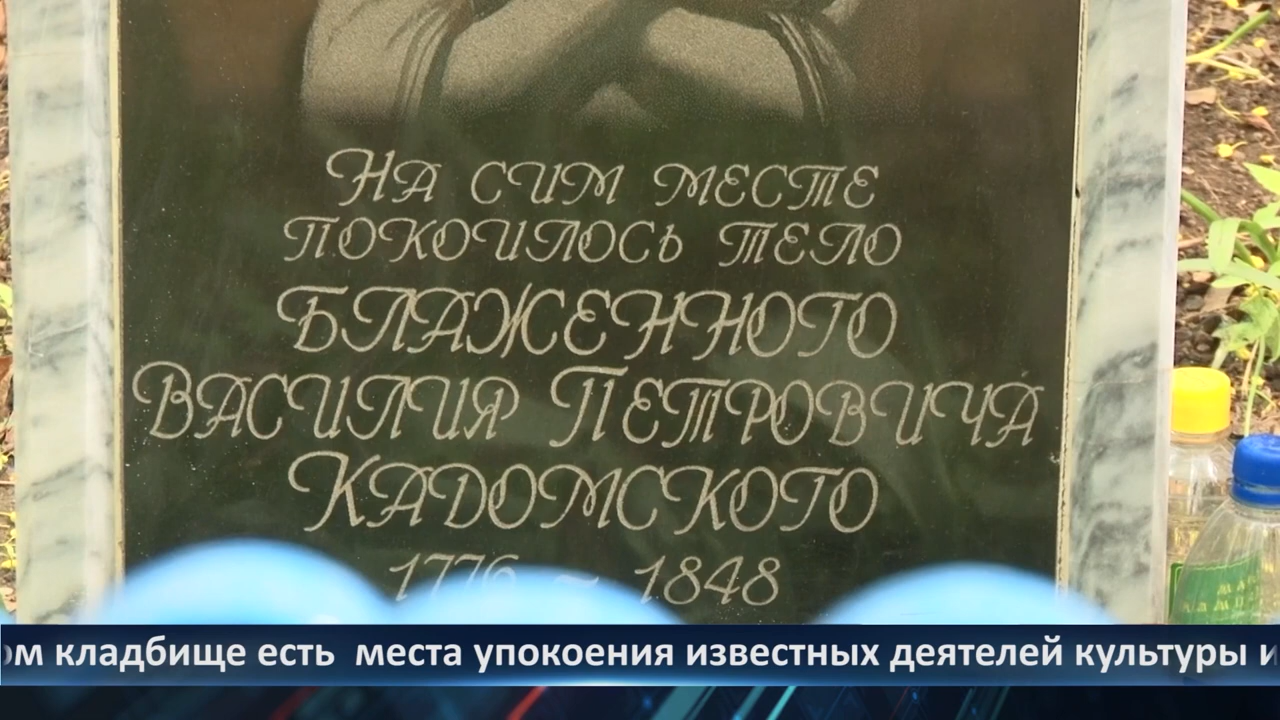 На сим месте
покоилось тело
блаженного
Василия Петровича
Кадомского
1776 - 1848
ом кладбище есть места упокоения известных деятелей культуры и